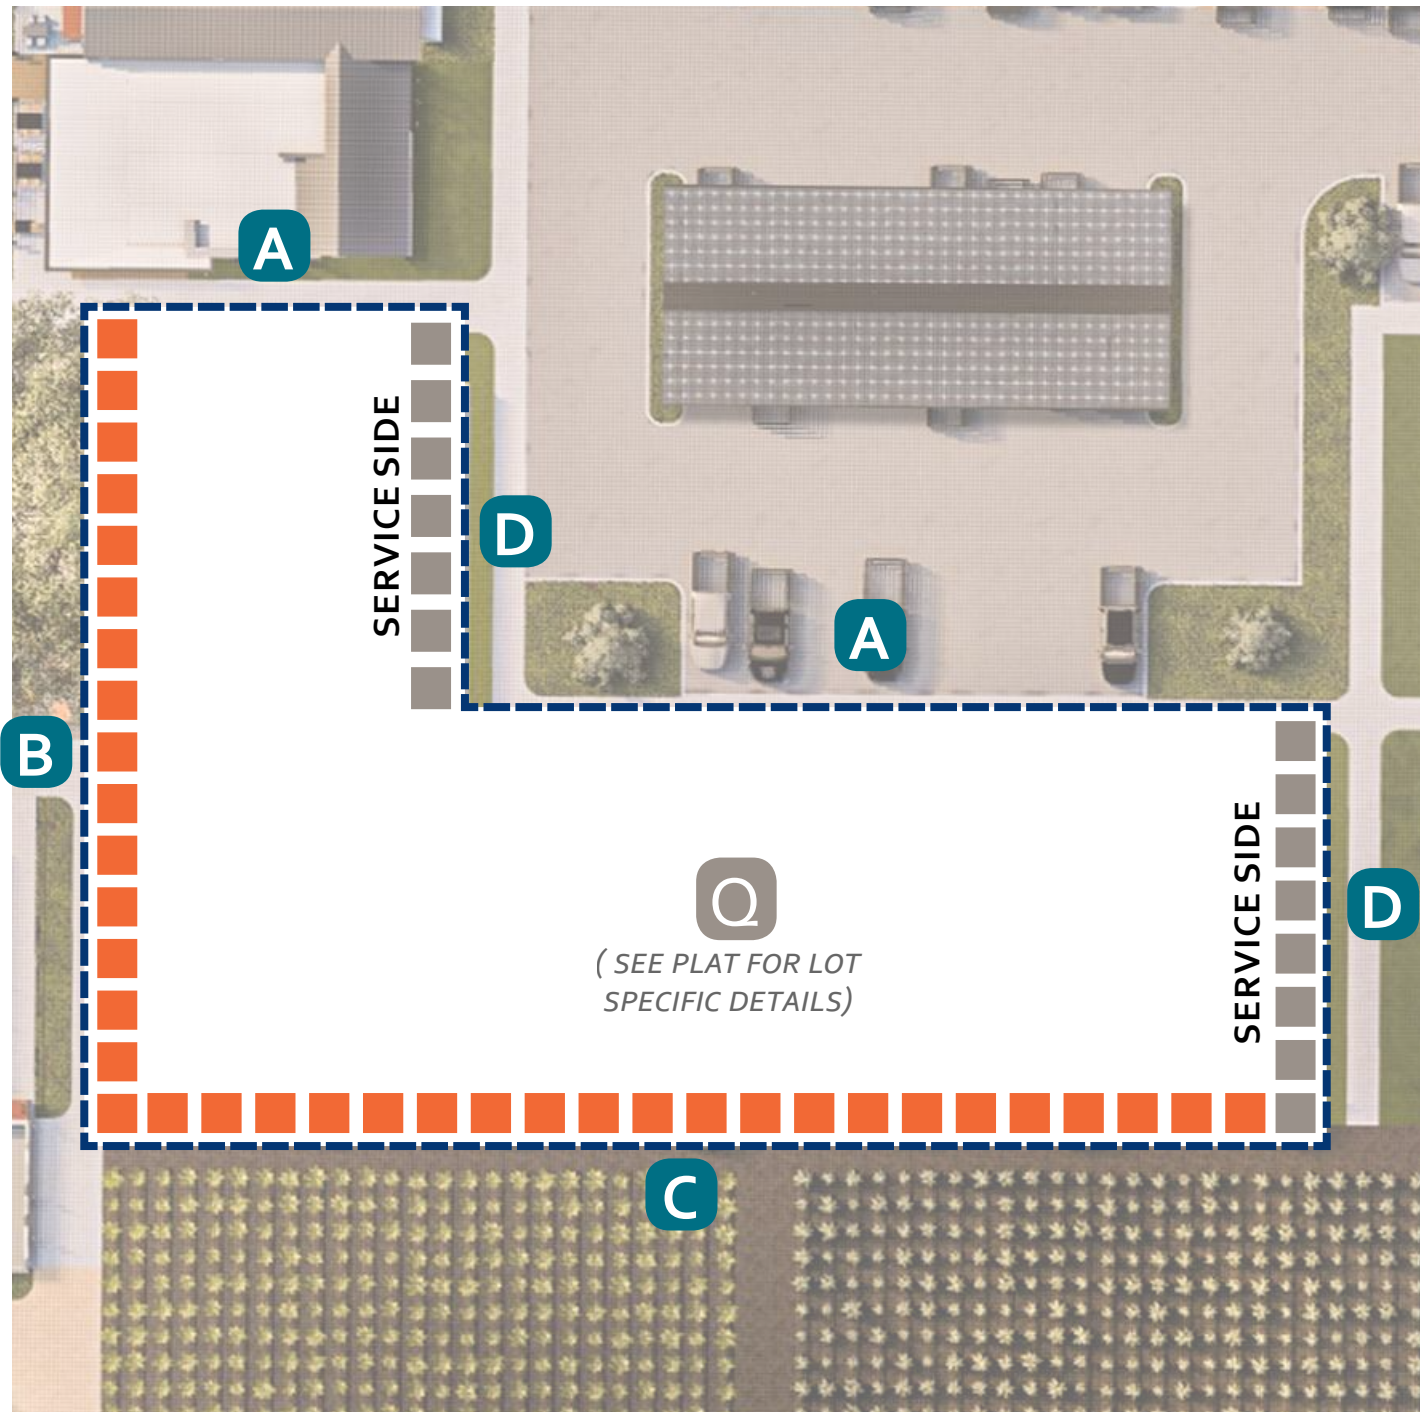 A
SERVICE SIDE
D
A
B
Q
( SEE PLAT FOR LOT
SPECIFIC DETAILS)
SERVICE SIDE
D
C